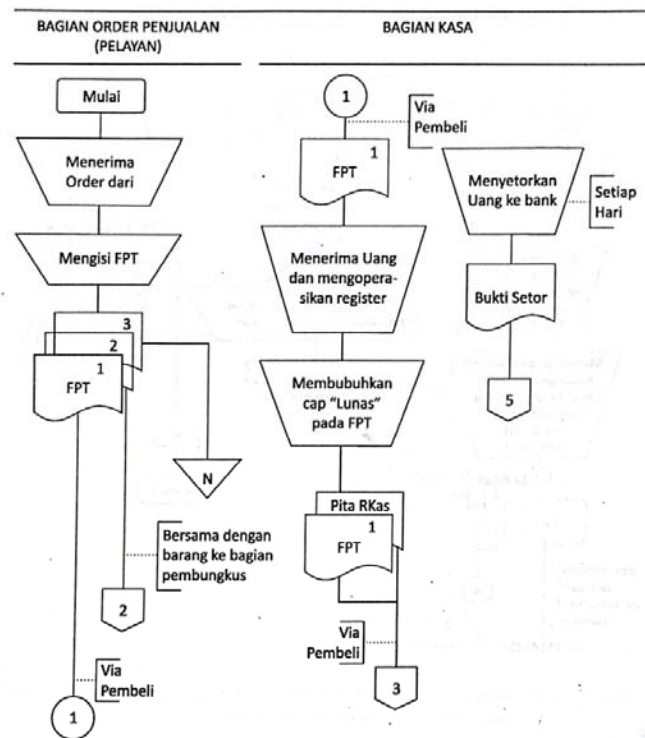 BAGIAN ORDER PENJUALAN
(PELAYAN)
BAGIAN KASA
Mulai
Menerima
Order dari
Mengisi FPT
3
2
1
FPT
N
Bersama dengan
barang ke bagian
pembungkus
2
Via
Pembeli
1
1
Via
Pembeli
1
FPT
Menerima Uang
dan mengopera-
sikan register
Membubuhkan
cap “Lunas”
pada FPT
Pita RKas
1
FPT
Via
Pembeli
3
Menyetorkan
Uang ke bank
Setiap
Hari
Bukti Setor
5